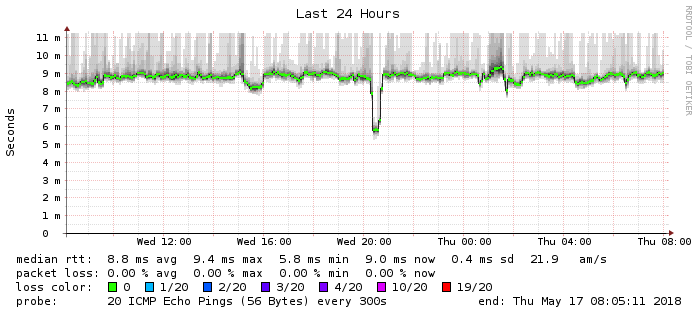 Last 24 Hours
RRDTOOL / TOBI OETIKER
Seconds
11 m
10 m
9 m
8 m
7 m
6 m
5 m
4 m
3 m
2 m
1 m
0
Wed 12:00 Wed 16:00 Wed 20:00 Thu 00:00 Thu 04:00 Thu 08:00
median rtt: 8.8 ms avg 9.4 ms max 5.8 ms min 9.0 ms now 0.4 ms sd 21.9 am/s
packet loss: 0.00 % avg 0.00 % max 0.00 % min 0.00 % now
loss color: 0 1/20 2/20 3/20 4/20 10/20 19/20
probe: 20 ICMP Echo Pings (56 Bytes) every 300s end: Thu May 17 08:05:11 2018